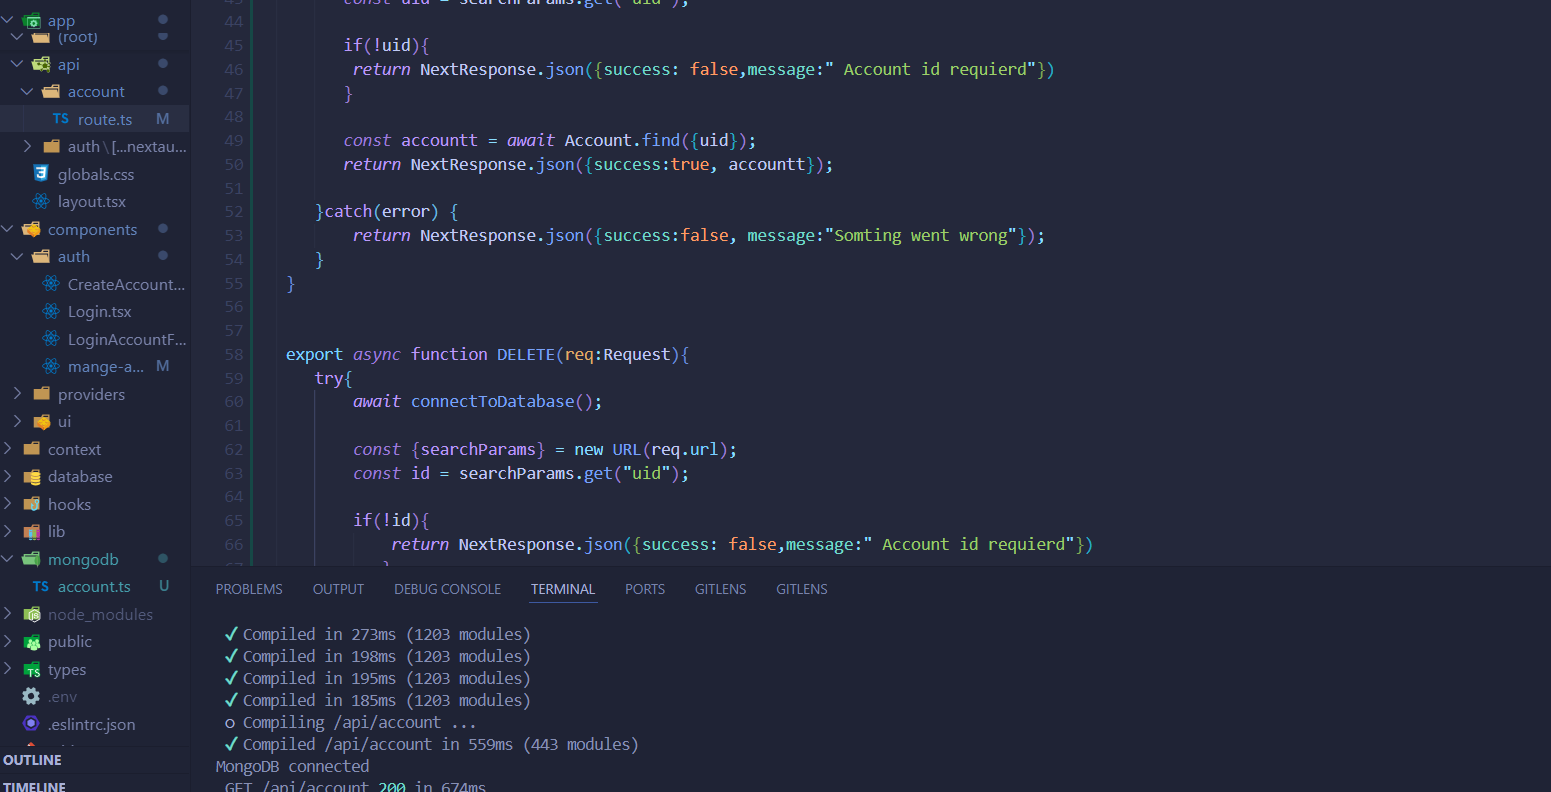 app
(root)
api
account
TS route.ts M
auth\[...nextau...
globals.css
layout.tsx
components
auth
CreateAccount...
Login.tsx
LoginAccountF...
mange-a... M
providers
ui
context
database
hooks
lib
mongodb
TS account.ts U
node_modules
public
types
.env
.eslintrc.json
OUTLINE
TIMELINE
43 const uid = searchParams.get("uid");
44
45 if(!uid){
46 return NextResponse.json({success: false,message:" Account id requierd"})
47 }
48
49 const accountt = await Account.find({uid});
50 return NextResponse.json({success:true, accountt});
51
52 }catch(error) {
53 return NextResponse.json({success:false, message:"Somting went wrong"});
54 }
55 }
56
57
58 export async function DELETE(req:Request){
59 try{
60 await connectToDatabase();
61
62 const {searchParams} = new URL(req.url);
63 const id = searchParams.get("uid");
64
65 if(!id){
66 return NextResponse.json({success: false,message:" Account id requierd"})
67 }
PROBLEMS OUTPUT DEBUG CONSOLE TERMINAL PORTS GITLENS GITLENS
✓ Compiled in 273ms (1203 modules)
✓ Compiled in 198ms (1203 modules)
✓ Compiled in 195ms (1203 modules)
✓ Compiled in 185ms (1203 modules)
○ Compiling /api/account ...
✓ Compiled /api/account in 559ms (443 modules)
MongoDB connected
GET /api/account 200 in 674ms